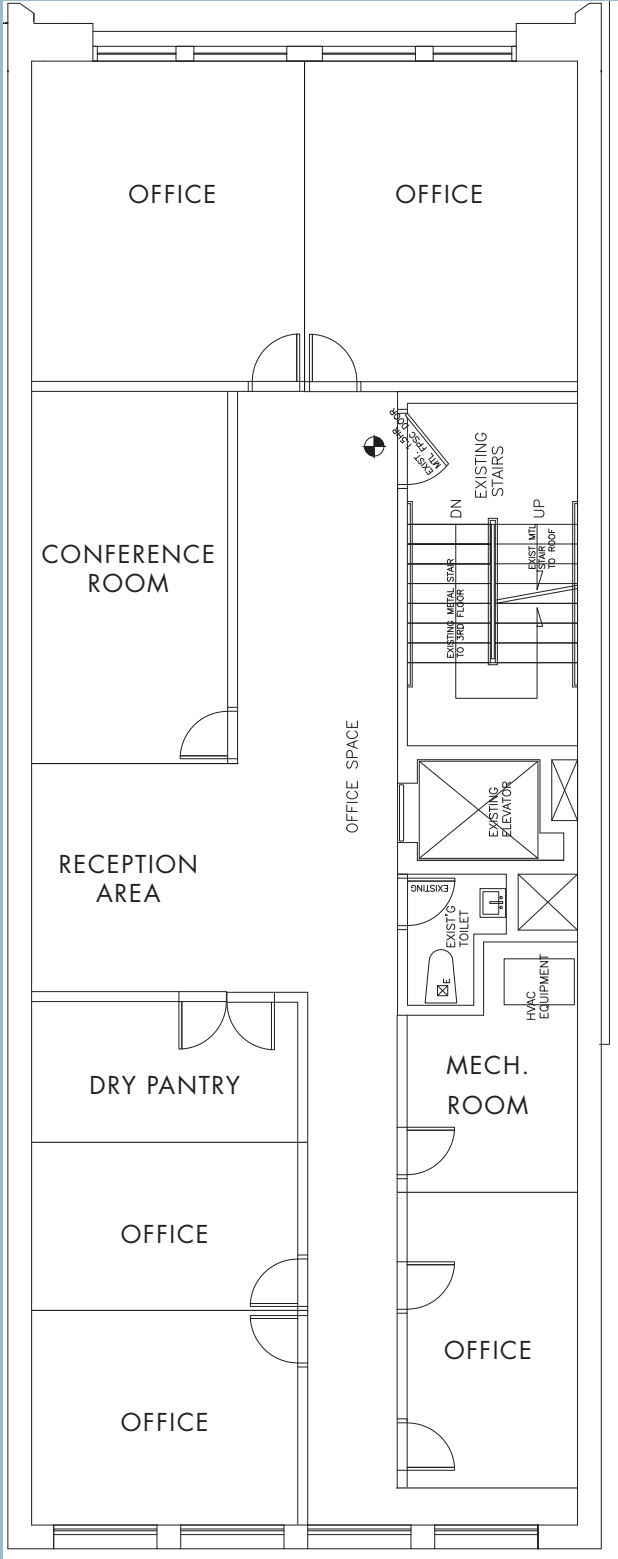 OFFICE
OFFICE
EXIST. 1.5HR
MTL FPSC DOOR
EXISTING
STAIRS
DN
UP
CONFERENCE
ROOM
EXISTING METAL STAIR
TO 3RD FLOOR
EXIST MTL
STAIR
TO ROOF
OFFICE SPACE
EXISTING
ELEVATOR
RECEPTION
AREA
EXISTING
EXIST'G
TOILET
E
HVAC
EQUIPMENT
DRY PANTRY
MECH.
ROOM
OFFICE
OFFICE
OFFICE